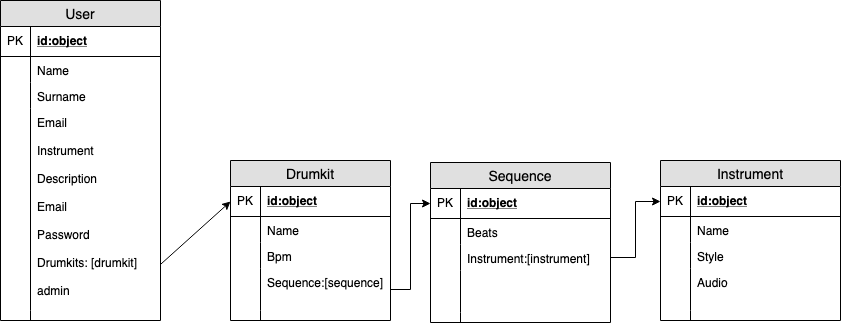 User
PK id:object
Name
Surname
Email
Instrument
Description
Email
Password
Drumkits: [drumkit]
admin
Drumkit
PK id:object
Name
Bpm
Sequence:[sequence]
Sequence
PK id:object
Beats
Instrument:[instrument]
Instrument
PK id:object
Name
Style
Audio